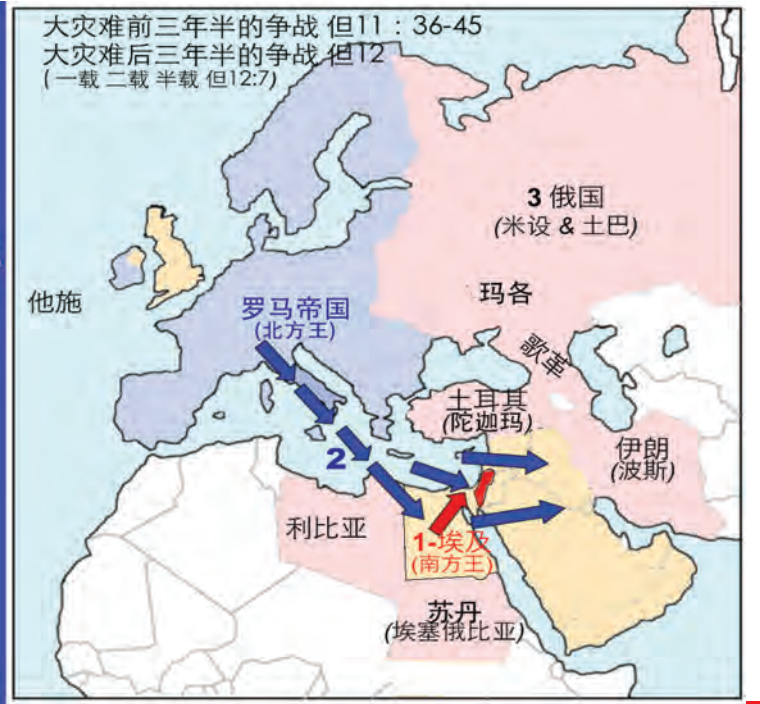 大灾难前三年半的争战 但11：36-45
大灾难后三年半的争战 但12
(一载 二载 半载 但12:7)
3 俄国
(米设 & 土巴)
他施
玛各
罗马帝国
(北方王)
歌革
土耳其
(陀迦玛)
伊朗
(波斯)
2
利比亚
1-埃及
(南方王)
苏丹
(埃塞俄比亚)